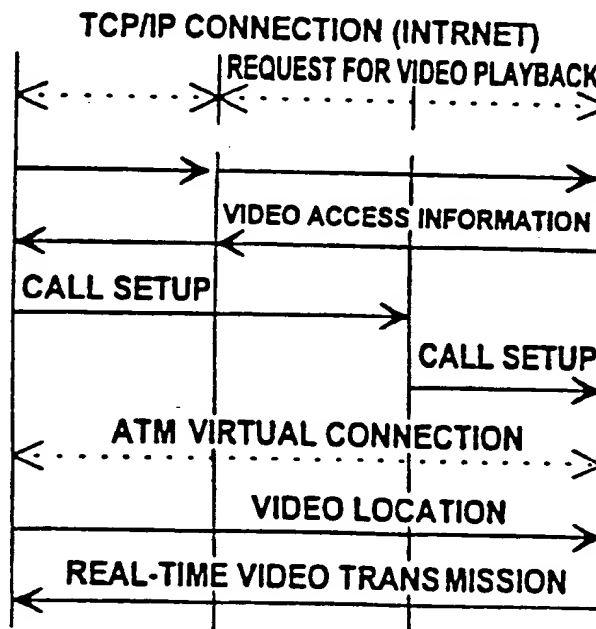 TCP/IP CONNECTION (INTRNET)
REQUEST FOR VIDEO PLAYBACK
VIDEO ACCESS INFORMATION
CALL SETUP
CALL SETUP
ATM VIRTUAL CONNECTION
VIDEO LOCATION
REAL-TIME VIDEO TRANSMISSION